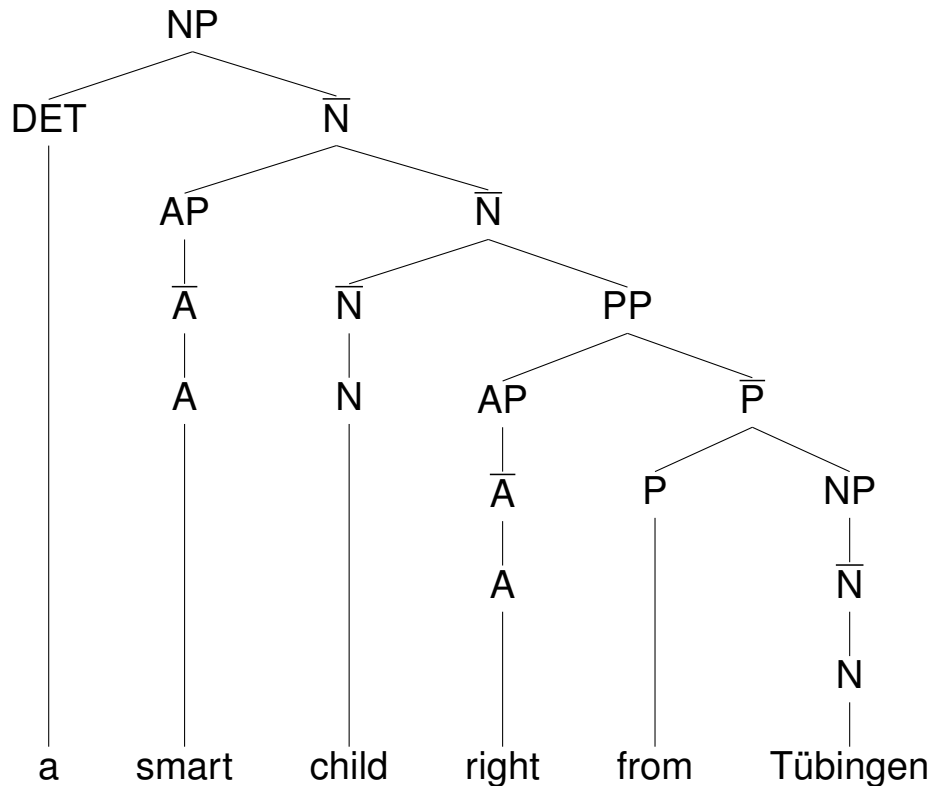 NP
DET N̅
AP N̅
A̅ N̅ PP
A N AP P̅
A̅ P NP
A N̅
N
a smart child right from Tübingen